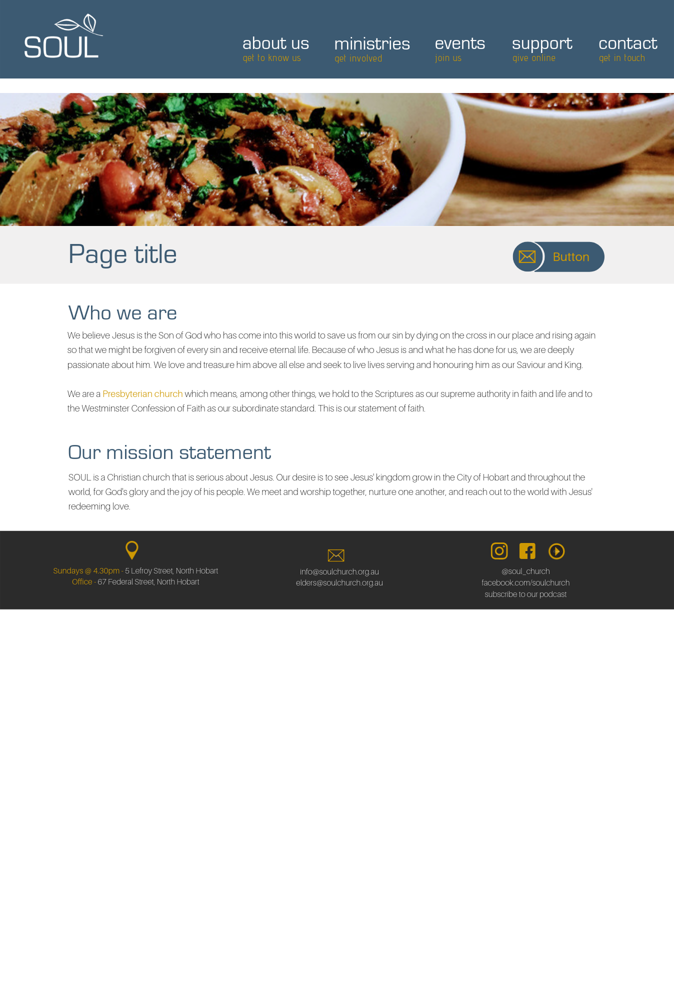 SOUL
about us
get to know us
ministries
get involved
events
join us
support
give online
contact
get in touch
Page title
Button
Who we are
We believe Jesus is the Son of God who has come into this world to save us from our sin by dying on the cross in our place and rising again
so that we might be forgiven of every sin and receive eternal life. Because of who Jesus is and what he has done for us, we are deeply
passionate about him. We love and treasure him above all else and seek to live lives serving and honouring him as our Saviour and King.
We are a Presbyterian church which means, among other things, we hold to the Scriptures as our supreme authority in faith and life and to
the Westminster Confession of Faith as our subordinate standard. This is our statement of faith.
Our mission statement
SOUL is a Christian church that is serious about Jesus. Our desire is to see Jesus' kingdom grow in the City of Hobart and throughout the
world, for God's glory and the joy of his people. We meet and worship together, nurture one another, and reach out to the world with Jesus'
redeeming love.
Sundays @ 4.30pm - 5 Lefroy Street, North Hobart
Office - 67 Federal Street, North Hobart
info@soulchurch.org.au
elders@soulchurch.org.au
@soul_church
facebook.com/soulchurch
subscribe to our podcast